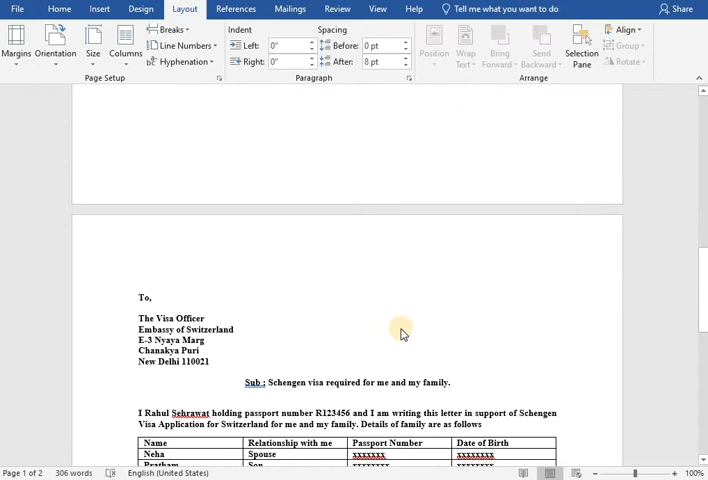 File Home Insert Design Layout References Mailings Review View Help Tell me what you want to do Share
Margins Orientation Size Columns Breaks Line Numbers Hyphenation
Page Setup
Indent Spacing
Left: 0" Before: 0 pt
Right: 0" After: 8 pt
Paragraph
Position Wrap Text Bring Forward Send Backward Selection Pane Align Group Rotate
Arrange
To,
The Visa Officer
Embassy of Switzerland
E-3 Nyaya Marg
Chanakya Puri
New Delhi 110021
Sub : Schengen visa required for me and my family.
I Rahul Sehrawat holding passport number R123456 and I am writing this letter in support of Schengen
Visa Application for Switzerland for me and my family. Details of family are as follows
Name Relationship with me Passport Number Date of Birth
Neha Spouse xxxxxxx xxxxxxxx
Pratham Son xxxxxxxx xxxxxxxx
Page 1 of 2 306 words English (United States) 100%